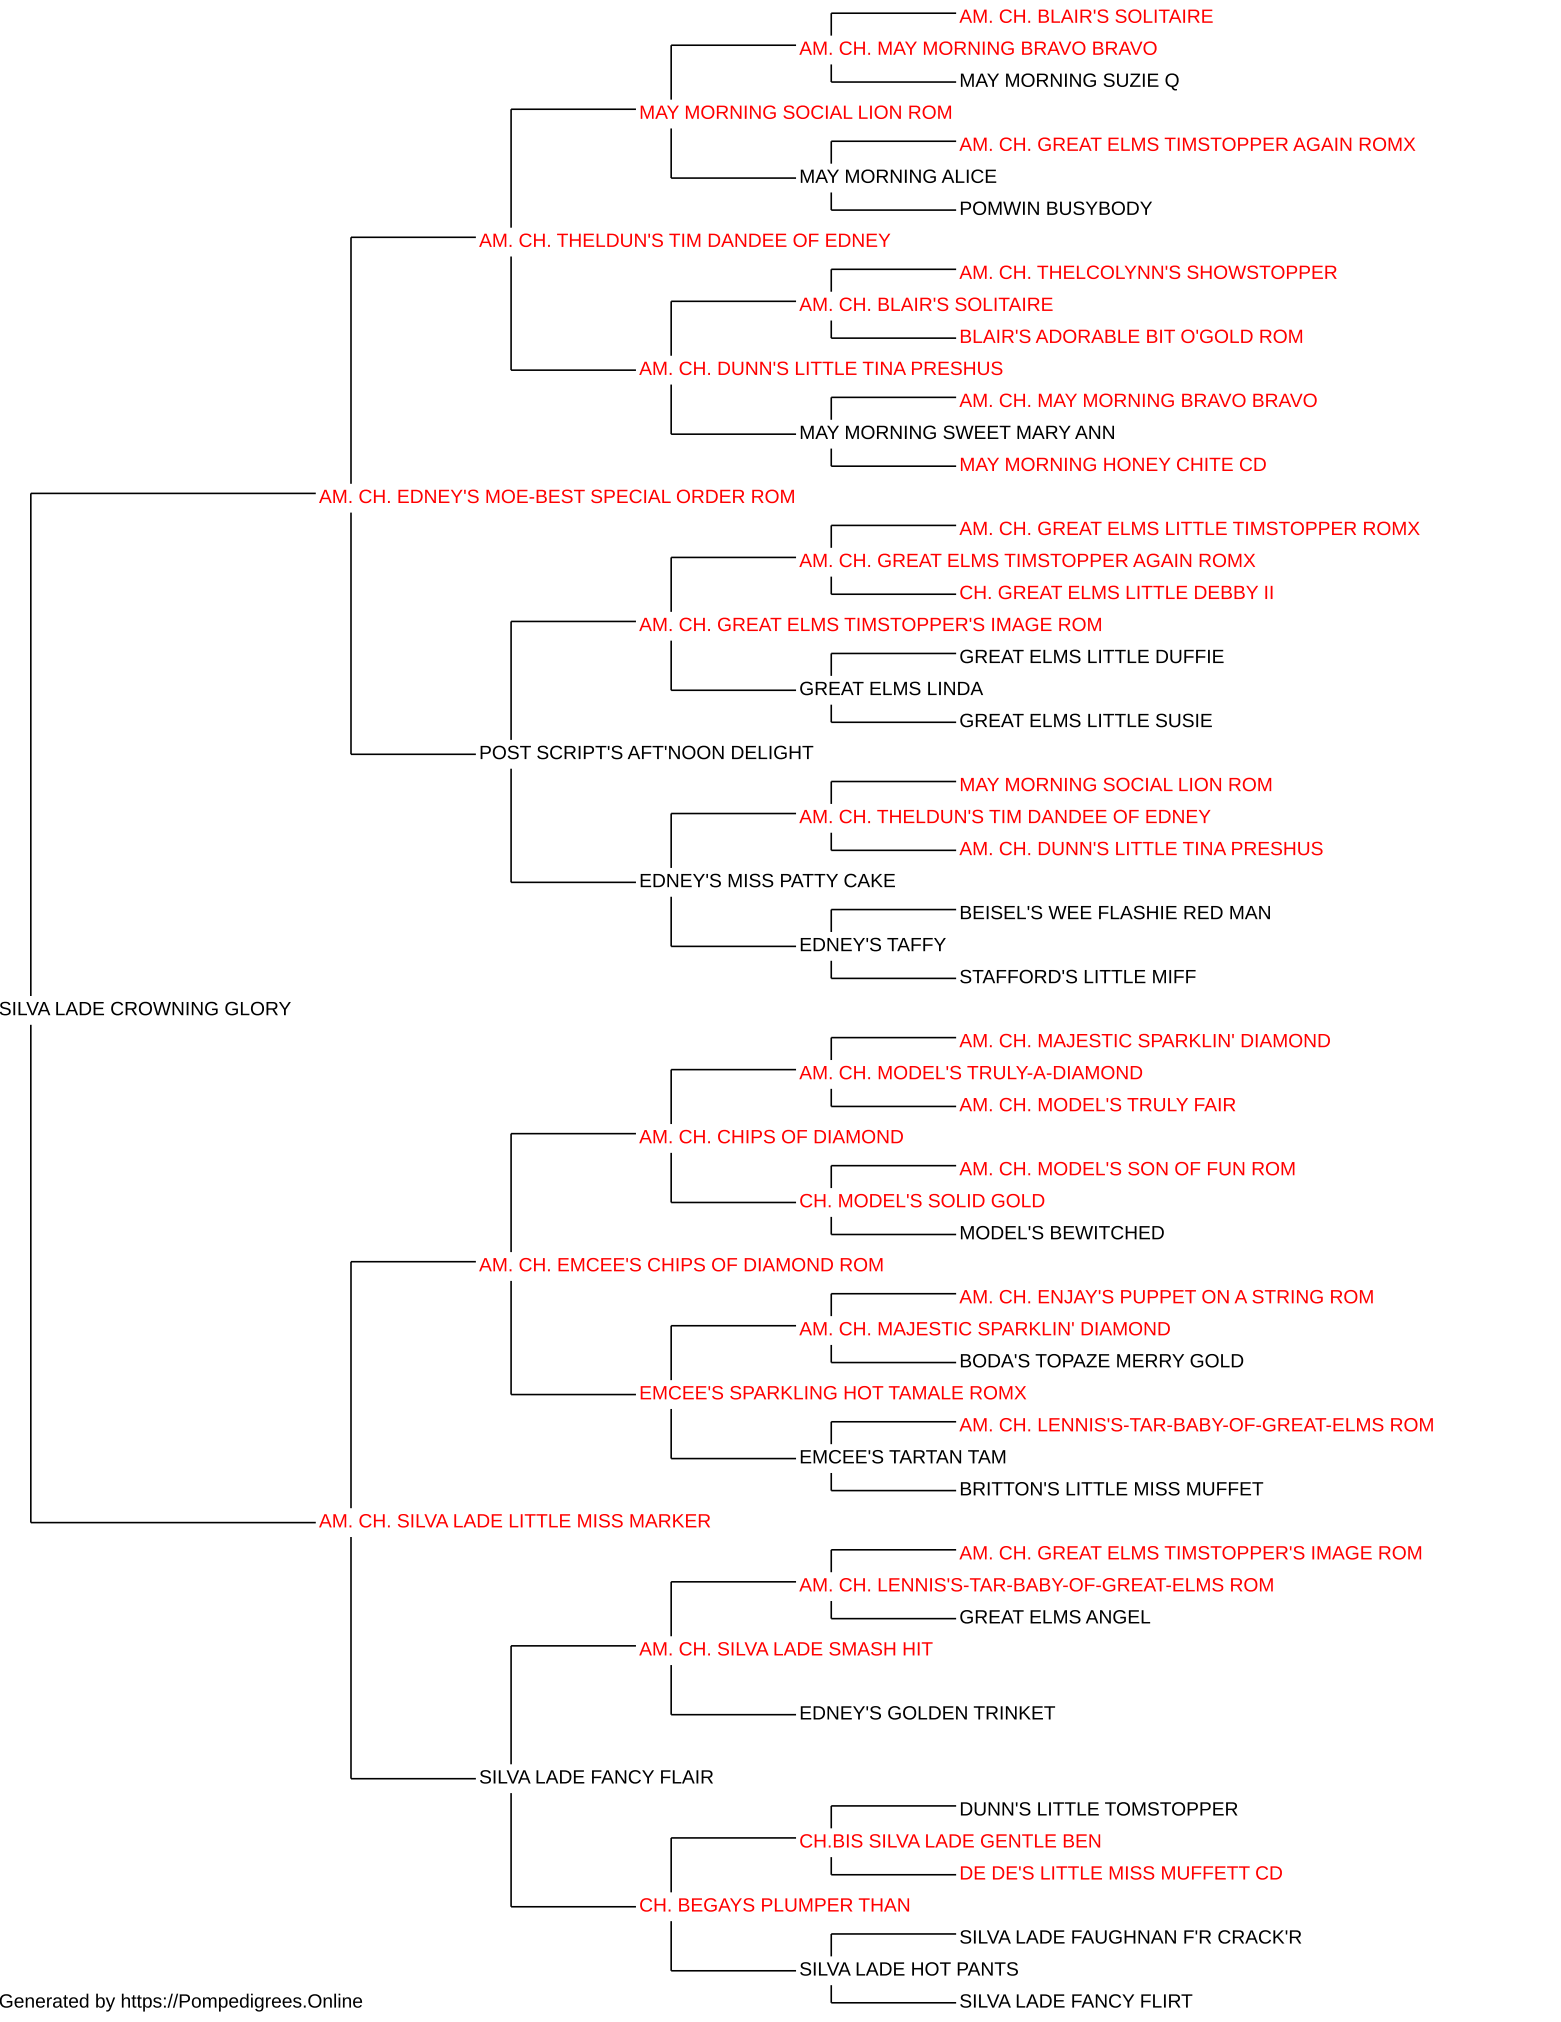 AM. CH. BLAIR'S SOLITAIRE
AM. CH. MAY MORNING BRAVO BRAVO
MAY MORNING SUZIE Q
MAY MORNING SOCIAL LION ROM
AM. CH. GREAT ELMS TIMSTOPPER AGAIN ROMX
MAY MORNING ALICE
POMWIN BUSYBODY
AM. CH. THELDUN'S TIM DANDEE OF EDNEY
AM. CH. THELCOLYNN'S SHOWSTOPPER
AM. CH. BLAIR'S SOLITAIRE
BLAIR'S ADORABLE BIT O'GOLD ROM
AM. CH. DUNN'S LITTLE TINA PRESHUS
AM. CH. MAY MORNING BRAVO BRAVO
MAY MORNING SWEET MARY ANN
MAY MORNING HONEY CHITE CD
AM. CH. EDNEY'S MOE-BEST SPECIAL ORDER ROM
AM. CH. GREAT ELMS LITTLE TIMSTOPPER ROMX
AM. CH. GREAT ELMS TIMSTOPPER AGAIN ROMX
CH. GREAT ELMS LITTLE DEBBY II
AM. CH. GREAT ELMS TIMSTOPPER'S IMAGE ROM
GREAT ELMS LITTLE DUFFIE
GREAT ELMS LINDA
GREAT ELMS LITTLE SUSIE
POST SCRIPT'S AFT'NOON DELIGHT
MAY MORNING SOCIAL LION ROM
AM. CH. THELDUN'S TIM DANDEE OF EDNEY
AM. CH. DUNN'S LITTLE TINA PRESHUS
EDNEY'S MISS PATTY CAKE
BEISEL'S WEE FLASHIE RED MAN
EDNEY'S TAFFY
STAFFORD'S LITTLE MIFF
SILVA LADE CROWNING GLORY
AM. CH. MAJESTIC SPARKLIN' DIAMOND
AM. CH. MODEL'S TRULY-A-DIAMOND
AM. CH. MODEL'S TRULY FAIR
AM. CH. CHIPS OF DIAMOND
AM. CH. MODEL'S SON OF FUN ROM
CH. MODEL'S SOLID GOLD
MODEL'S BEWITCHED
AM. CH. EMCEE'S CHIPS OF DIAMOND ROM
AM. CH. ENJAY'S PUPPET ON A STRING ROM
AM. CH. MAJESTIC SPARKLIN' DIAMOND
BODA'S TOPAZE MERRY GOLD
EMCEE'S SPARKLING HOT TAMALE ROMX
AM. CH. LENNIS'S-TAR-BABY-OF-GREAT-ELMS ROM
EMCEE'S TARTAN TAM
BRITTON'S LITTLE MISS MUFFET
AM. CH. SILVA LADE LITTLE MISS MARKER
AM. CH. GREAT ELMS TIMSTOPPER'S IMAGE ROM
AM. CH. LENNIS'S-TAR-BABY-OF-GREAT-ELMS ROM
GREAT ELMS ANGEL
AM. CH. SILVA LADE SMASH HIT
EDNEY'S GOLDEN TRINKET
SILVA LADE FANCY FLAIR
DUNN'S LITTLE TOMSTOPPER
CH.BIS SILVA LADE GENTLE BEN
DE DE'S LITTLE MISS MUFFETT CD
CH. BEGAYS PLUMPER THAN
SILVA LADE FAUGHNAN F'R CRACK'R
SILVA LADE HOT PANTS
SILVA LADE FANCY FLIRT
Generated by https://Pompedigrees.Online